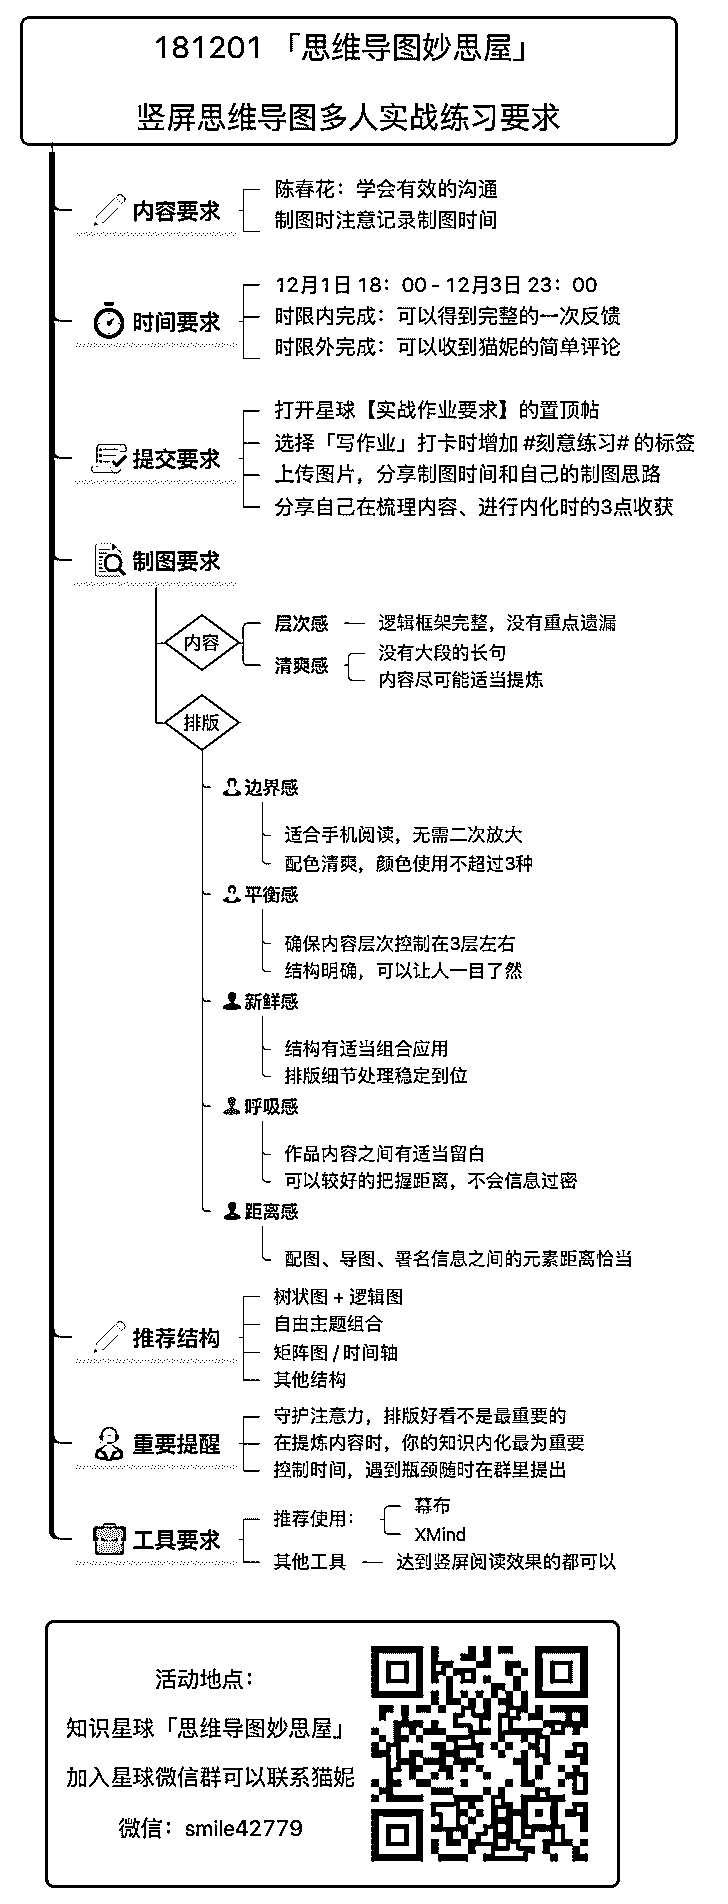 181201 「思维导图妙思屋」
竖屏思维导图多人实战练习要求
内容要求
陈春花：学会有效的沟通
制图时注意记录制图时间
时间要求
12月1日 18：00 - 12月3日 23：00
时限内完成：可以得到完整的一次反馈
时限外完成：可以收到猫妮的简单评论
提交要求
打开星球【实战作业要求】的置顶帖
选择「写作业」打卡时增加 #刻意练习# 的标签
上传图片，分享制图时间和自己的制图思路
分享自己在梳理内容、进行内化时的3点收获
制图要求
内容
层次感
逻辑框架完整，没有重点遗漏
清爽感
没有大段的长句
内容尽可能适当提炼
排版
边界感
适合手机阅读，无需二次放大
配色清爽，颜色使用不超过3种
平衡感
确保内容层次控制在3层左右
结构明确，可以让人一目了然
新鲜感
结构有适当组合应用
排版细节处理稳定到位
呼吸感
作品内容之间有适当留白
可以较好的把握距离，不会信息过密
距离感
配图、导图、署名信息之间的元素距离恰当
推荐结构
树状图 + 逻辑图
自由主题组合
矩阵图 / 时间轴
其他结构
重要提醒
守护注意力，排版好看不是最重要的
在提炼内容时，你的知识内化最为重要
控制时间，遇到瓶颈随时在群里提出
工具要求
推荐使用：
幕布
XMind
其他工具
达到竖屏阅读效果的都可以
活动地点：
知识星球「思维导图妙思屋」
加入星球微信群可以联系猫妮
微信：smile42779